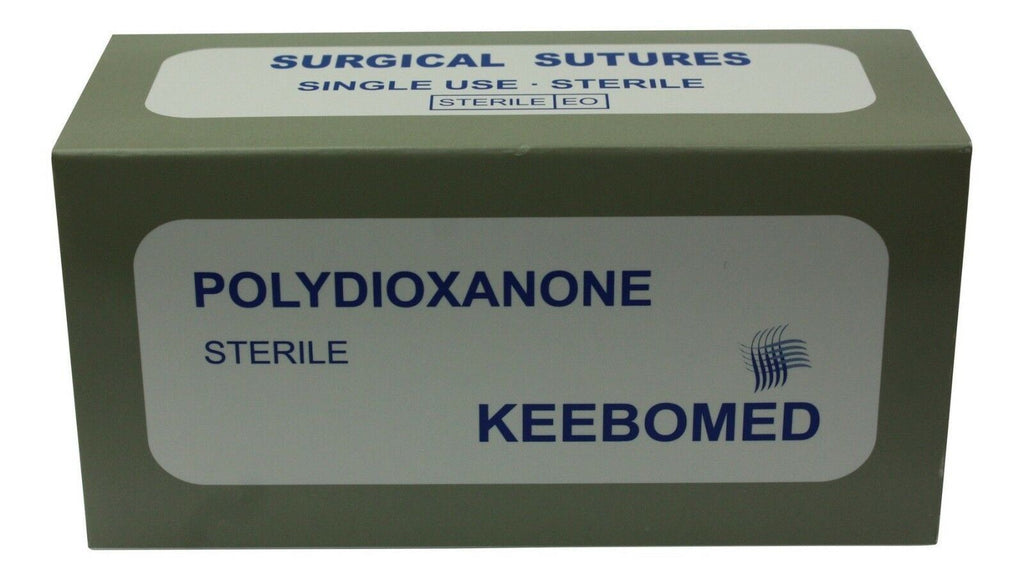 SURGICAL SUTURES
SINGLE USE · STERILE
STERILE EO
POLYDIOXANONE
STERILE
KEEBOMED